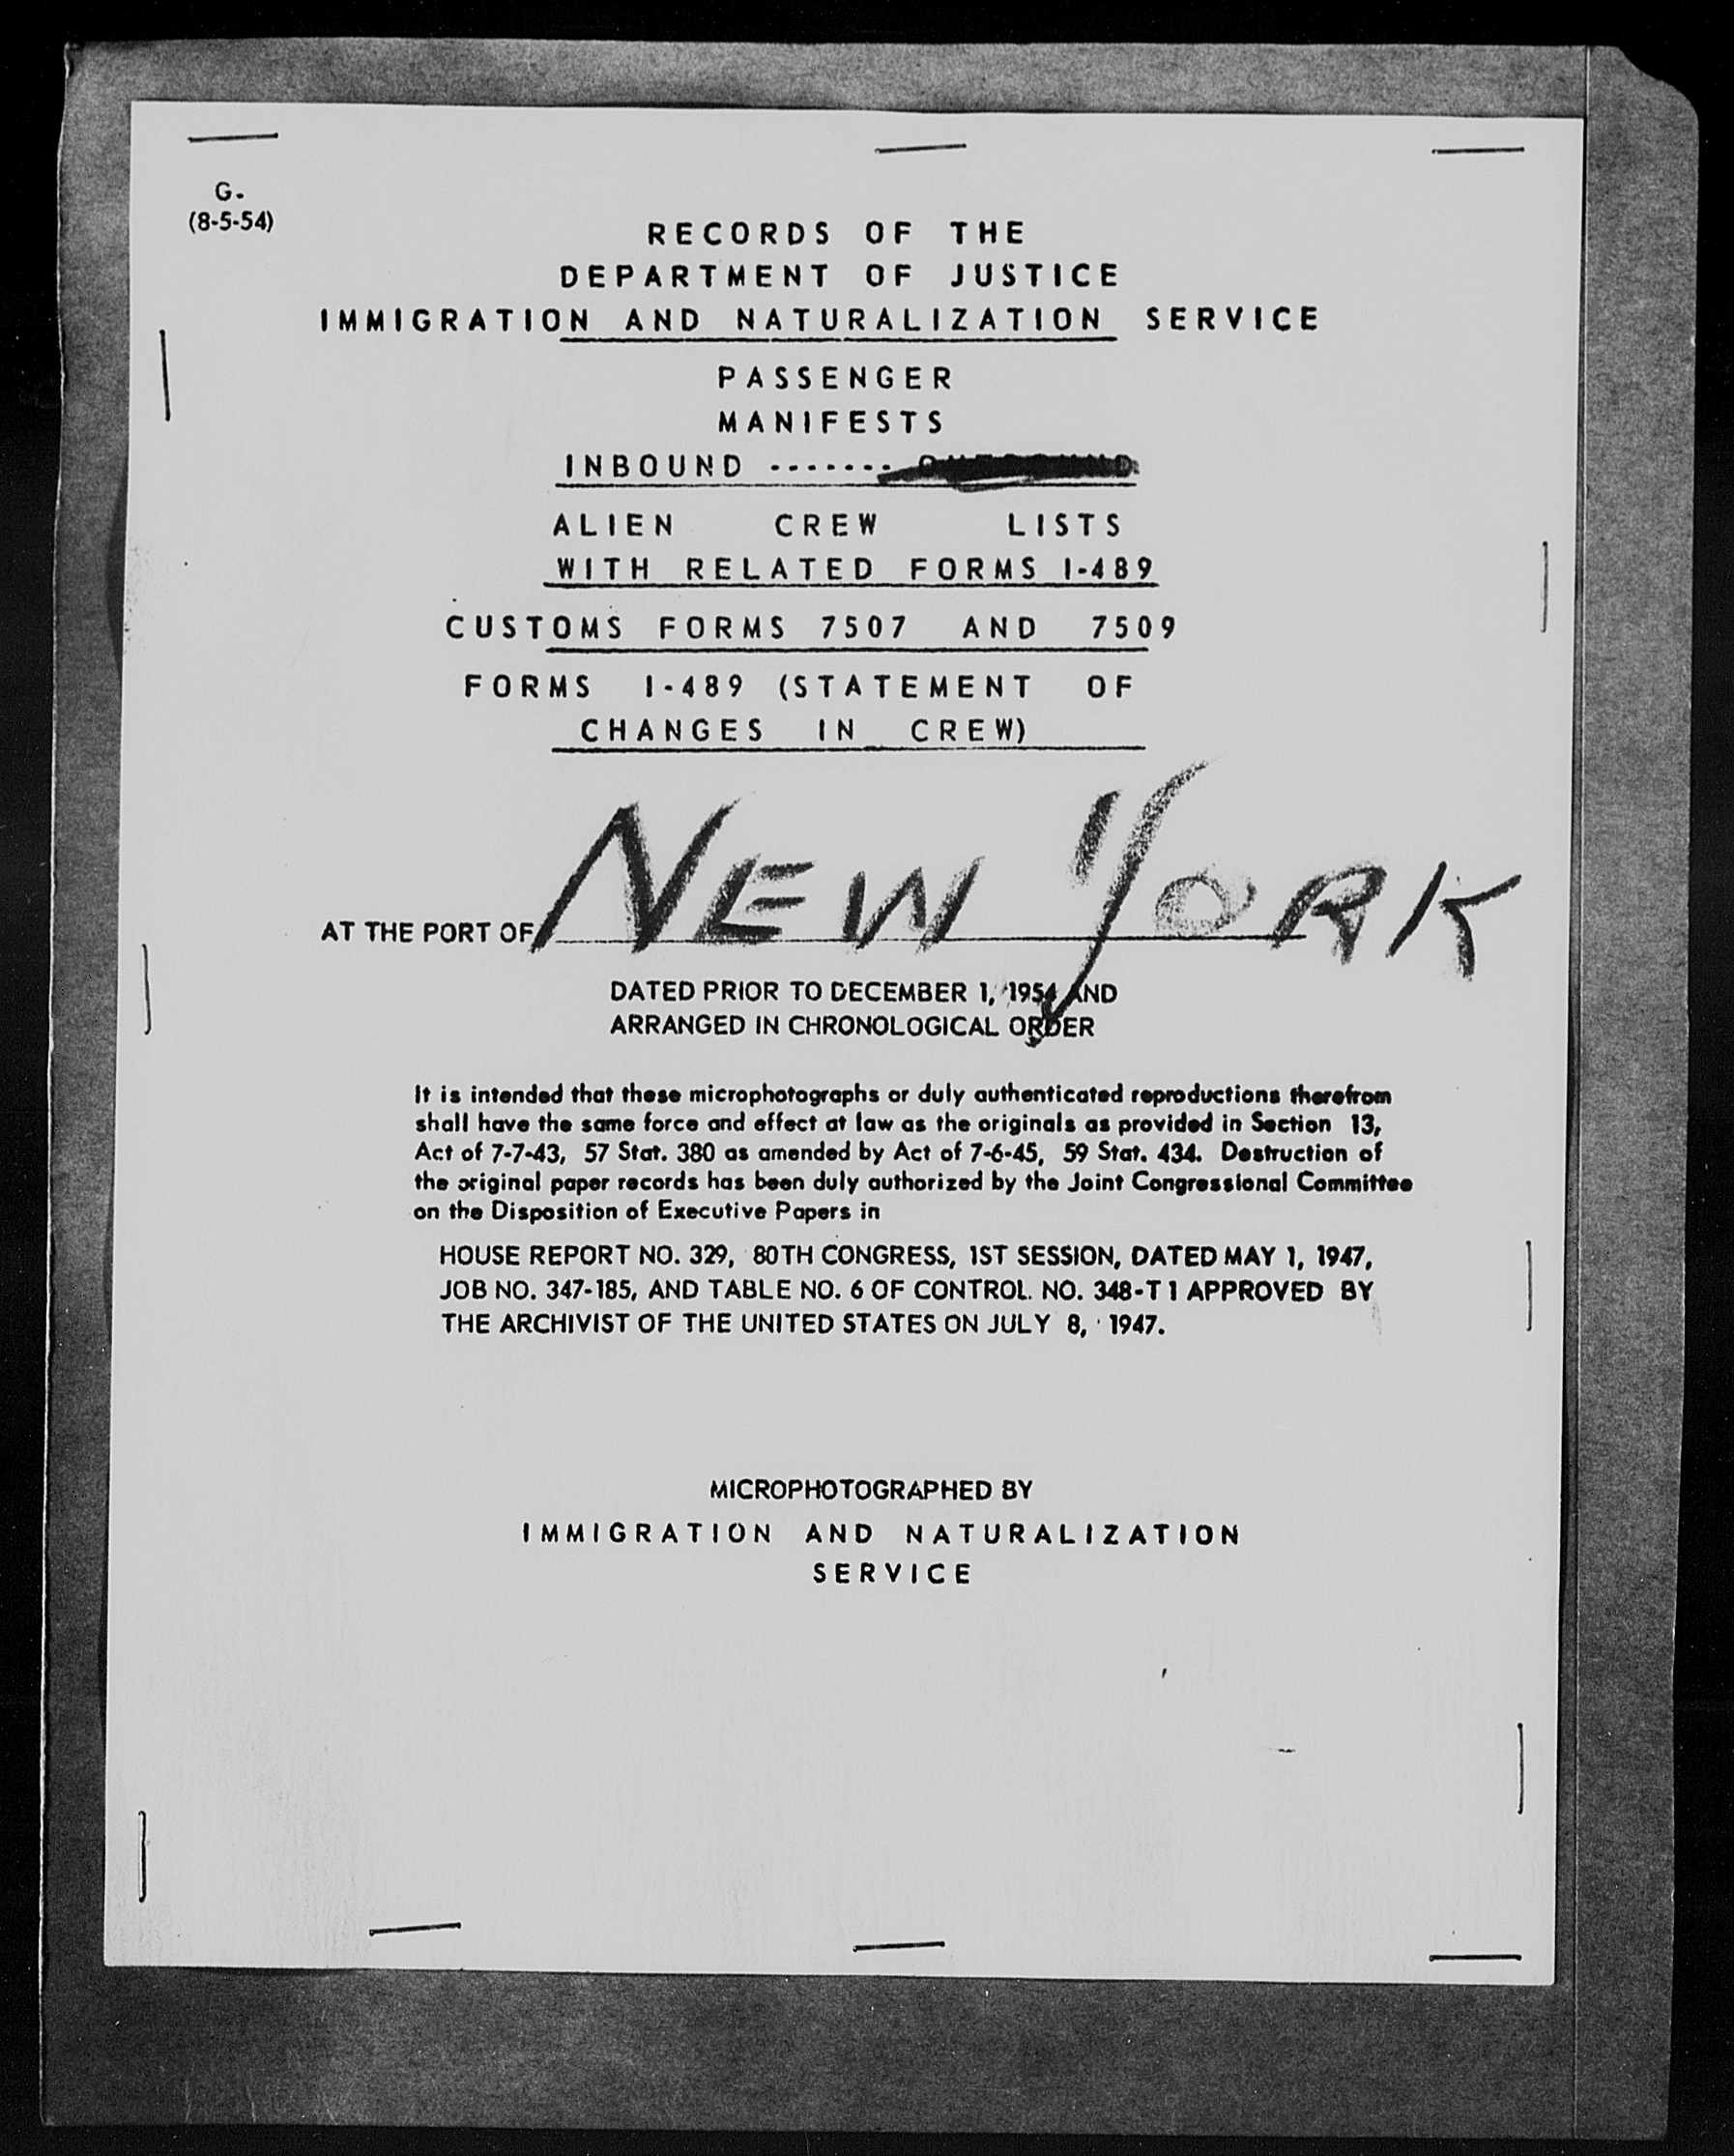 G-
(8-5-54)
RECORDS OF THE
DEPARTMENT OF JUSTICE
IMMIGRATION AND NATURALIZATION SERVICE
PASSENGER
MANIFESTS
INBOUND -------
ALIEN CREW LISTS
WITH RELATED FORMS I-489
CUSTOMS FORMS 7507 AND 7509
FORMS I-489 (STATEMENT OF
CHANGES IN CREW)
AT THE PORT OF NEW YORK
DATED PRIOR TO DECEMBER 1, 1954 AND
ARRANGED IN CHRONOLOGICAL ORDER
It is intended that these microphotographs or duly authenticated reproductions therefrom
shall have the same force and effect at law as the originals as provided in Section 13,
Act of 7-7-43, 57 Stat. 380 as amended by Act of 7-6-45, 59 Stat. 434. Destruction of
the original paper records has been duly authorized by the Joint Congressional Committee
on the Disposition of Executive Papers in
HOUSE REPORT NO. 329, 80TH CONGRESS, 1ST SESSION, DATED MAY 1, 1947,
JOB NO. 347-185, AND TABLE NO. 6 OF CONTROL NO. 348-T1 APPROVED BY
THE ARCHIVIST OF THE UNITED STATES ON JULY 8, 1947.
MICROPHOTOGRAPHED BY
IMMIGRATION AND NATURALIZATION
SERVICE